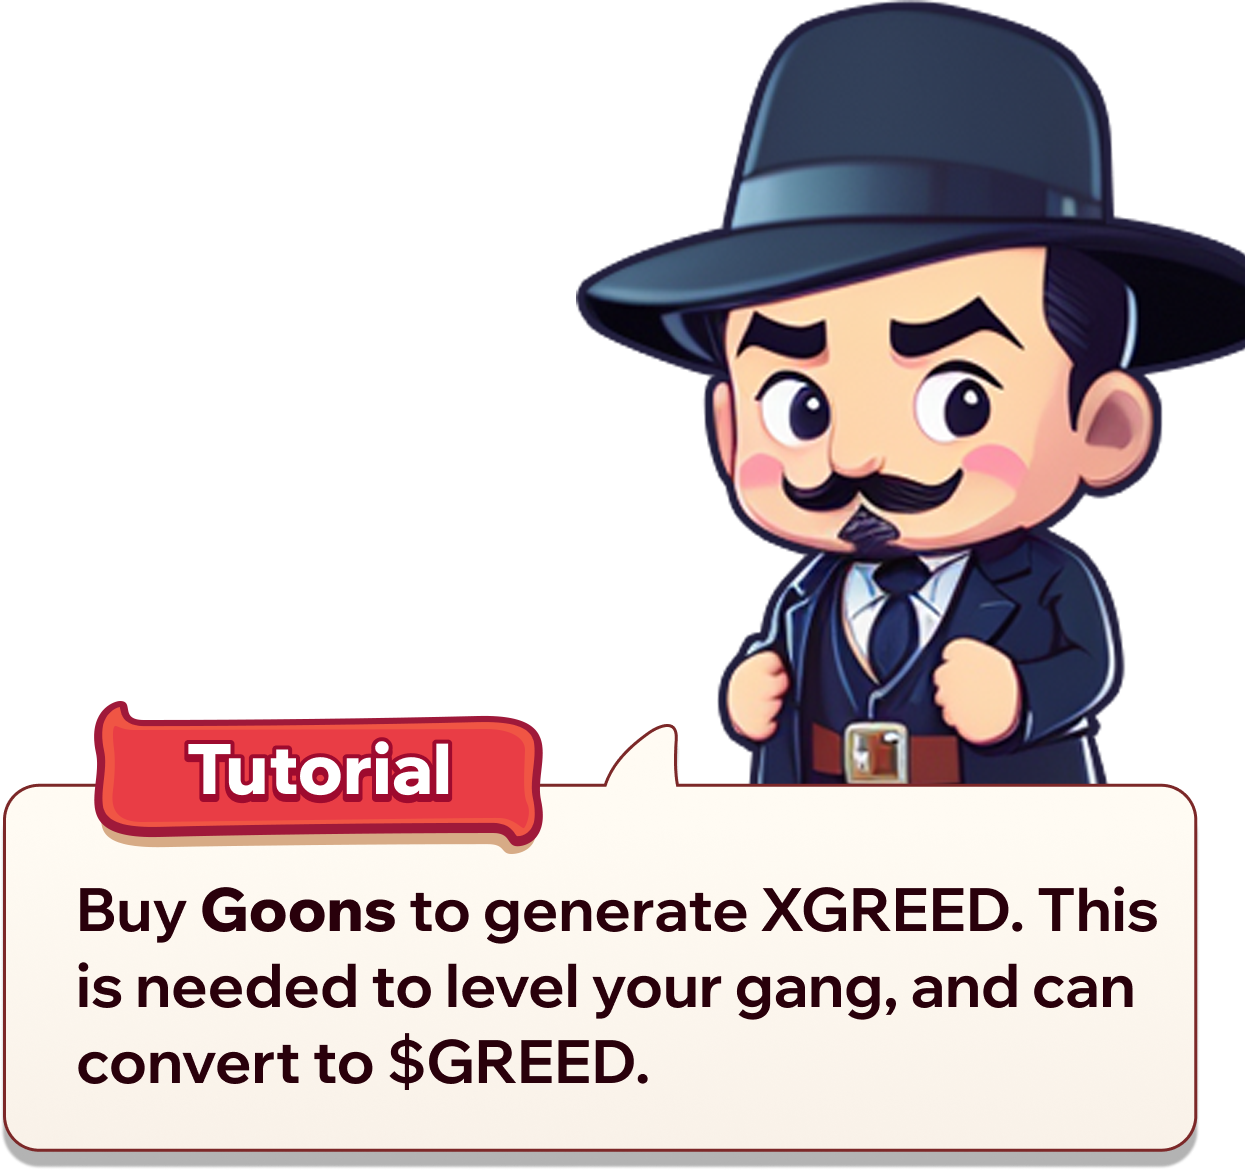 Tutorial
Buy Goons to generate XGREED. This
is needed to level your gang, and can
convert to $GREED.